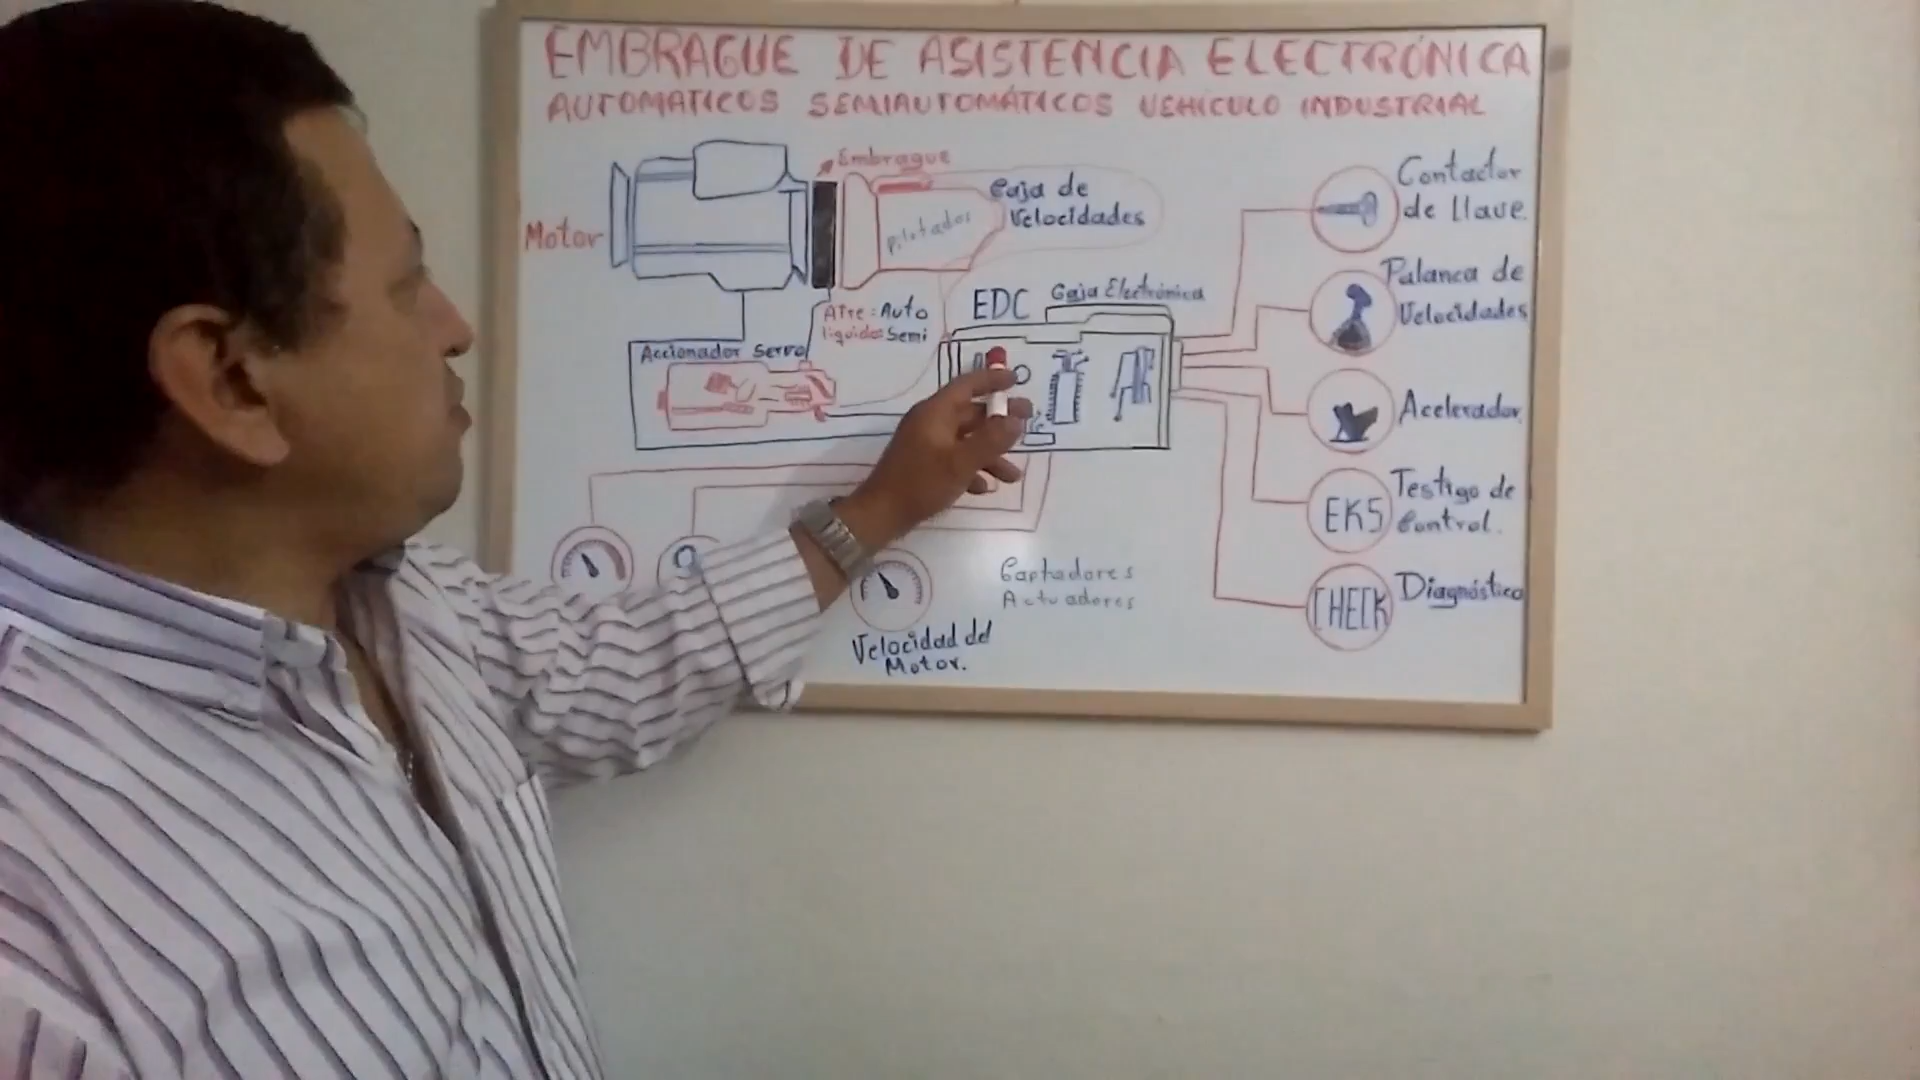 EMBRAGUE DE ASISTENCIA ELECTRÓNICA
AUTOMATICOS SEMIAUTOMÁTICOS VEHÍCULO INDUSTRIAL
Motor
Embrague
pilotados
Caja de
Velocidades
Aire: Auto
liquido: Semi
Accionador Servo
EDC
Caja Electrónica
Contactor
de llave.
Palanca de
Velocidades
Acelerador.
EKS
Testigo de
Control.
CHECK
Diagnóstico
Captadores
Actuadores
Velocidad del
Motor.